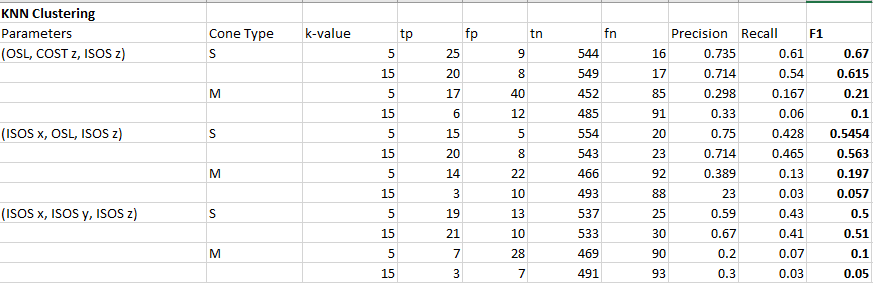 KNN Clustering
Parameters Cone Type k-value tp fp tn fn Precision Recall F1
(OSL, COST z, ISOS z) S 5 25 9 544 16 0.735 0.61 0.67
15 20 8 549 17 0.714 0.54 0.615
M 5 17 40 452 85 0.298 0.167 0.21
15 6 12 485 91 0.33 0.06 0.1
(ISOS x, OSL, ISOS z) S 5 15 5 554 20 0.75 0.428 0.5454
15 20 8 543 23 0.714 0.465 0.563
M 5 14 22 466 92 0.389 0.13 0.197
15 3 10 493 88 23 0.03 0.057
(ISOS x, ISOS y, ISOS z) S 5 19 13 537 25 0.59 0.43 0.5
15 21 10 533 30 0.67 0.41 0.51
M 5 7 28 469 90 0.2 0.07 0.1
15 3 7 491 93 0.3 0.03 0.05